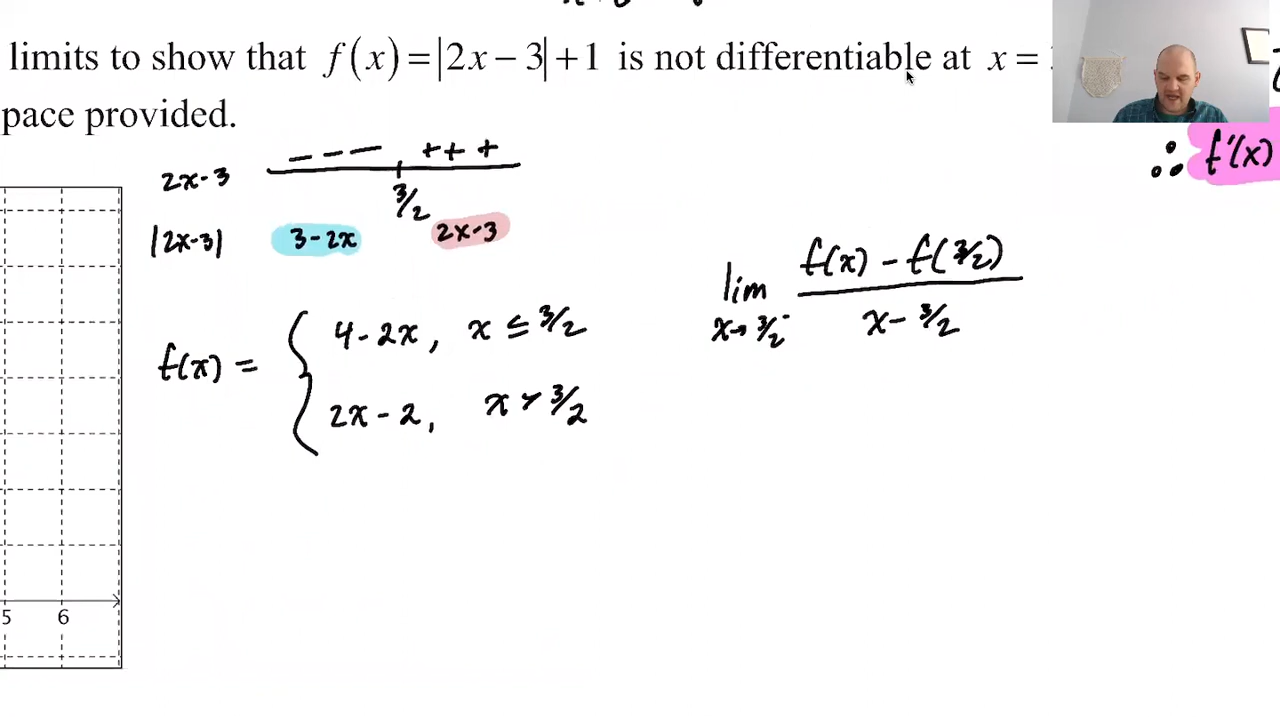 limits to show that f(x)=|2x−3|+1 is not differentiable at x =
pace provided.
2x-3 − − − + + +
3/2
|2x-3| 3-2x 2x-3
∴ f'(x)
f(x) = { 4-2x, x ≤ 3/2
2x-2, x > 3/2
lim x→3/2⁻ f(x) - f(3/2) / x - 3/2
5 6